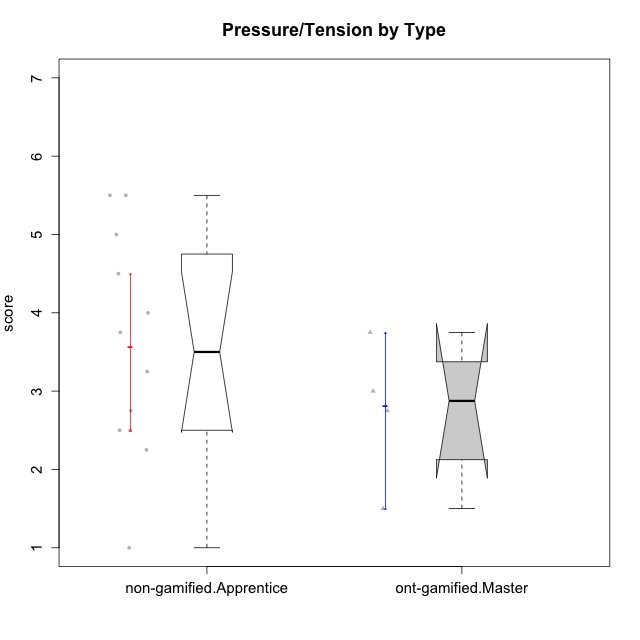 Pressure/Tension by Type
7
6
5
4
3
2
1
score
non-gamified.Apprentice
ont-gamified.Master